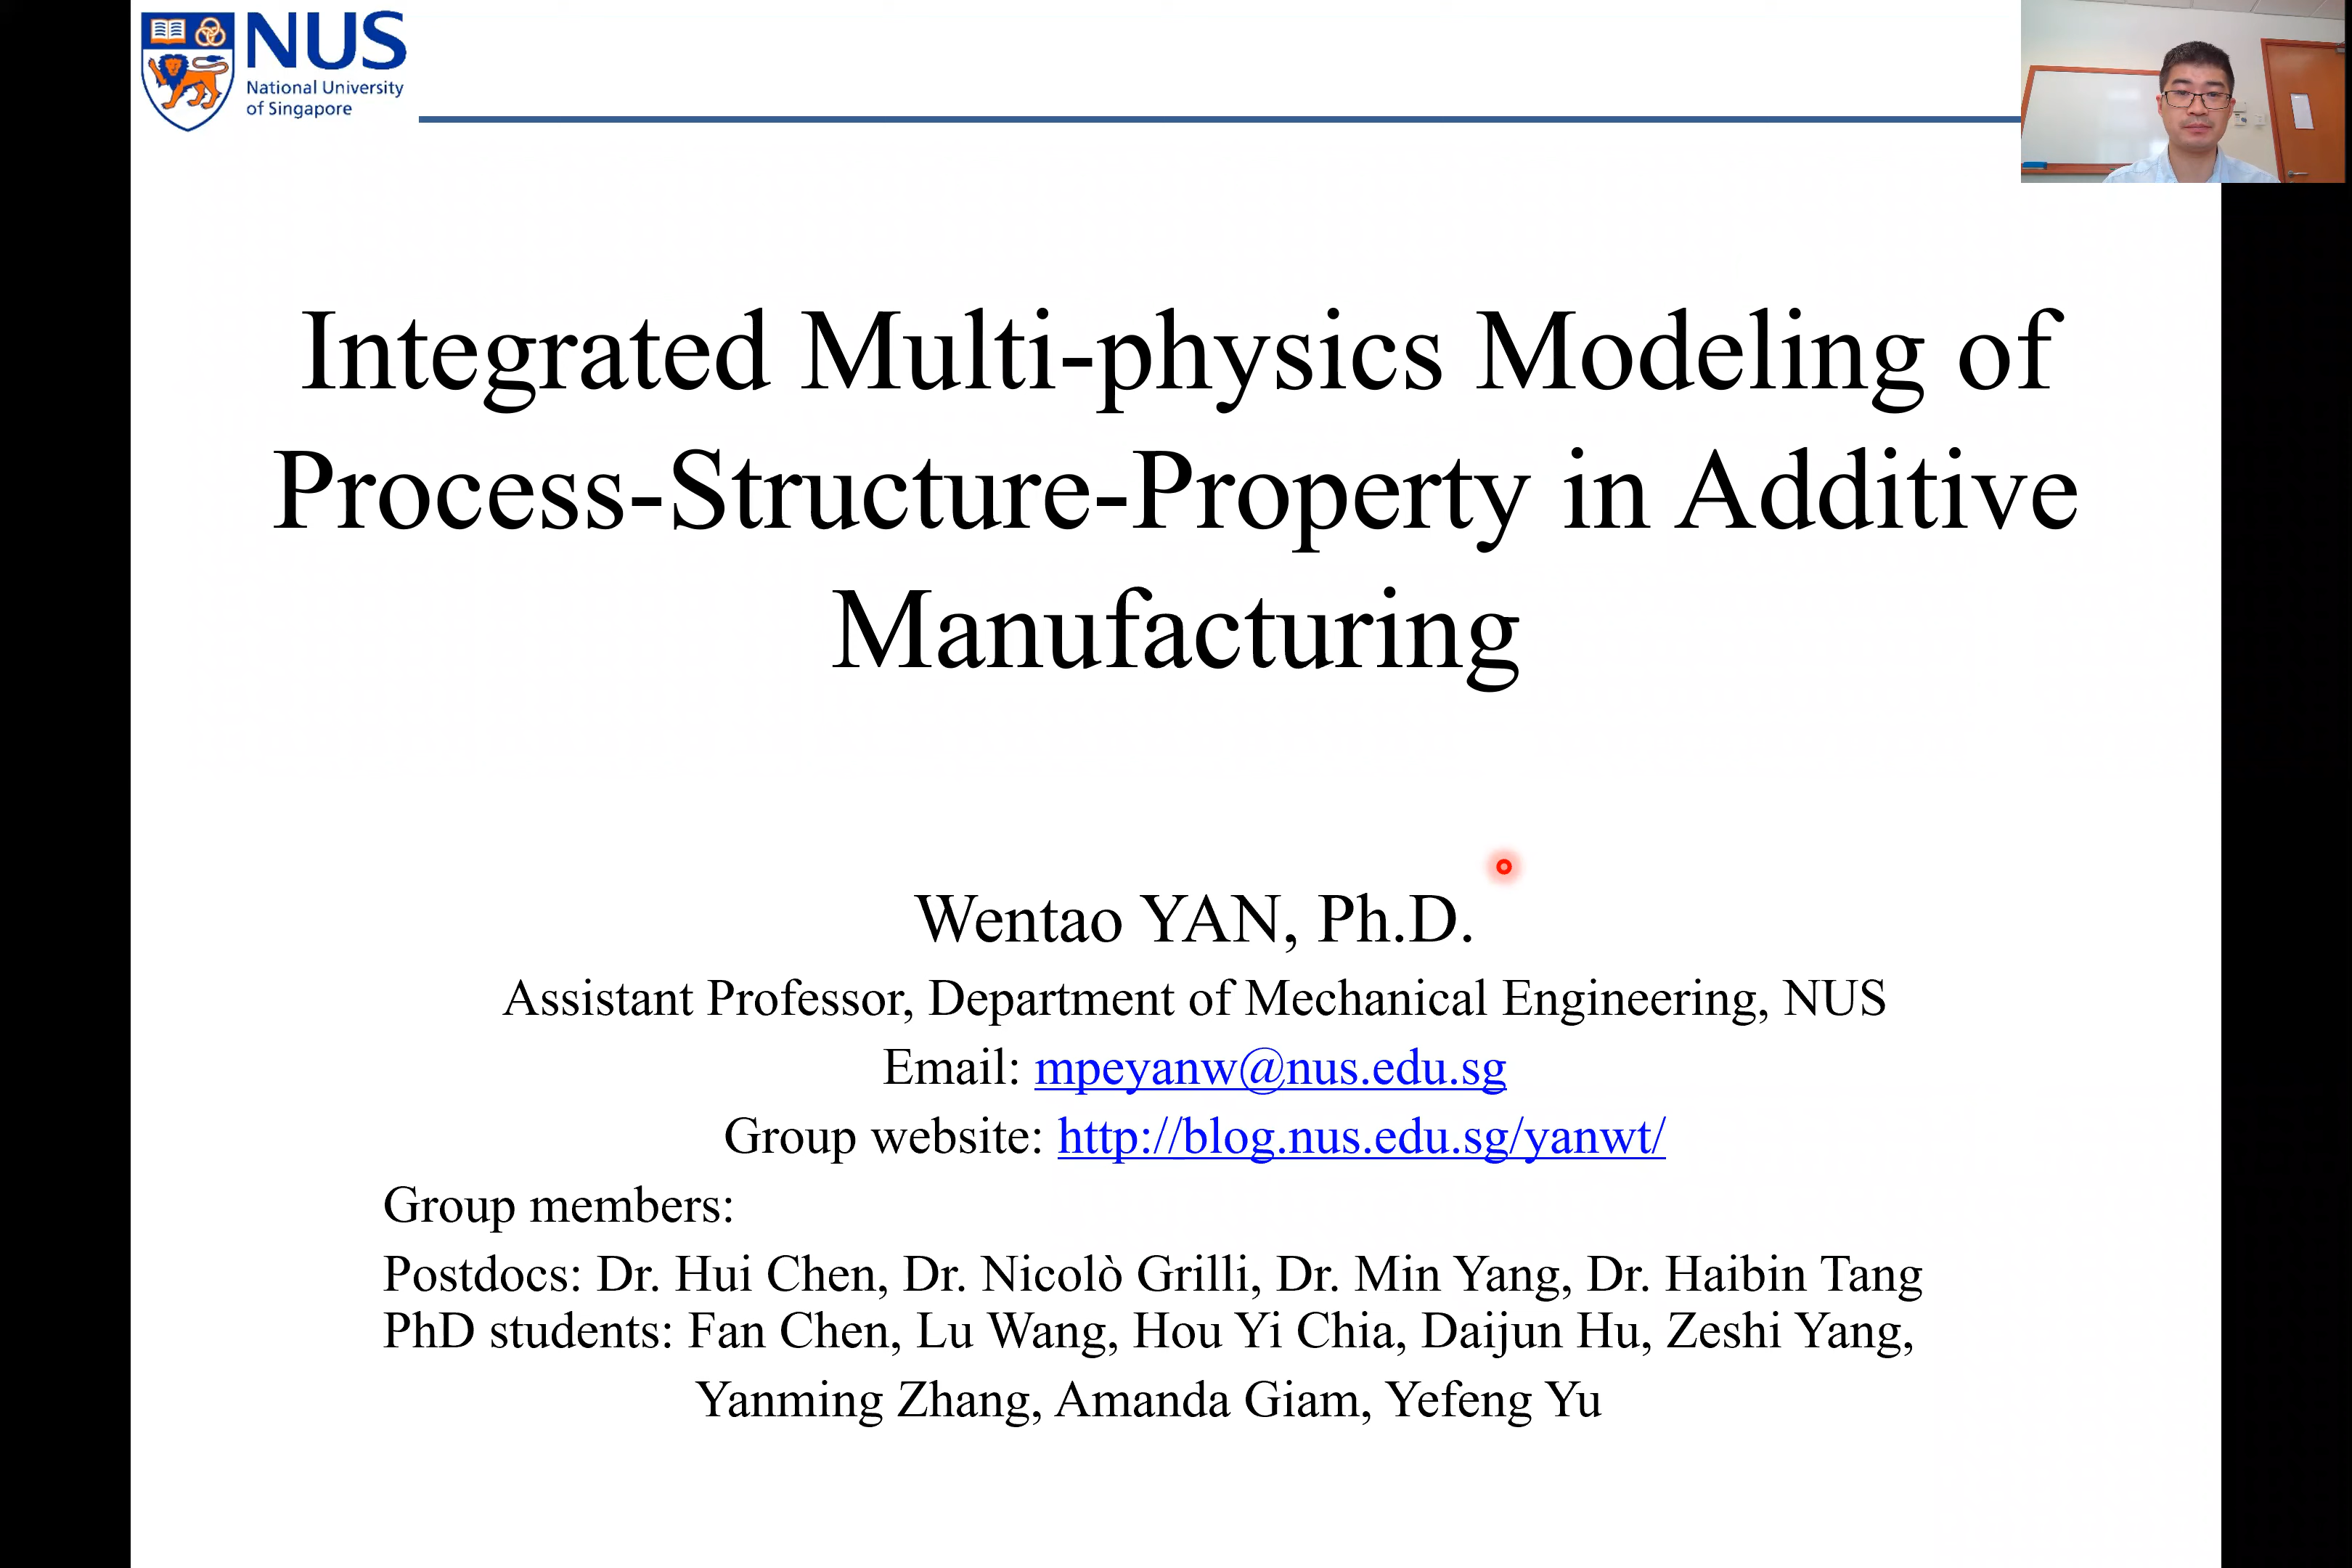 NUS
National University
of Singapore
Integrated Multi-physics Modeling of
Process-Structure-Property in Additive
Manufacturing
Wentao YAN, Ph.D.
Assistant Professor, Department of Mechanical Engineering, NUS
Email: mpeyanw@nus.edu.sg
Group website: http://blog.nus.edu.sg/yanwt/
Group members:
Postdocs: Dr. Hui Chen, Dr. Nicolò Grilli, Dr. Min Yang, Dr. Haibin Tang
PhD students: Fan Chen, Lu Wang, Hou Yi Chia, Daijun Hu, Zeshi Yang,
Yanming Zhang, Amanda Giam, Yefeng Yu